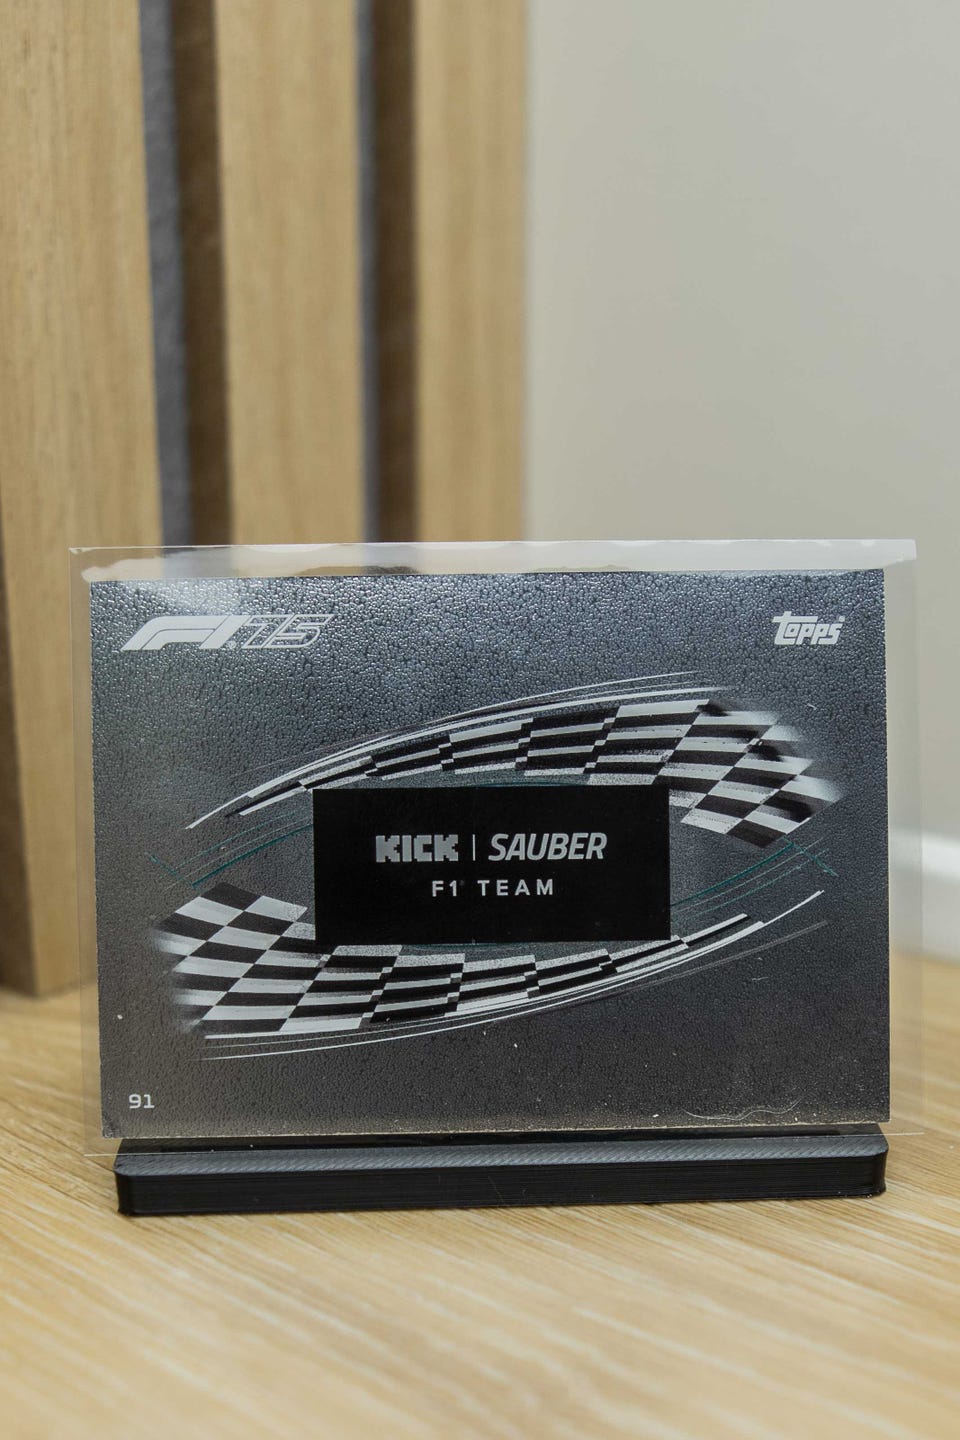 F1 75
Topps
KICK | SAUBER
F1 TEAM
91